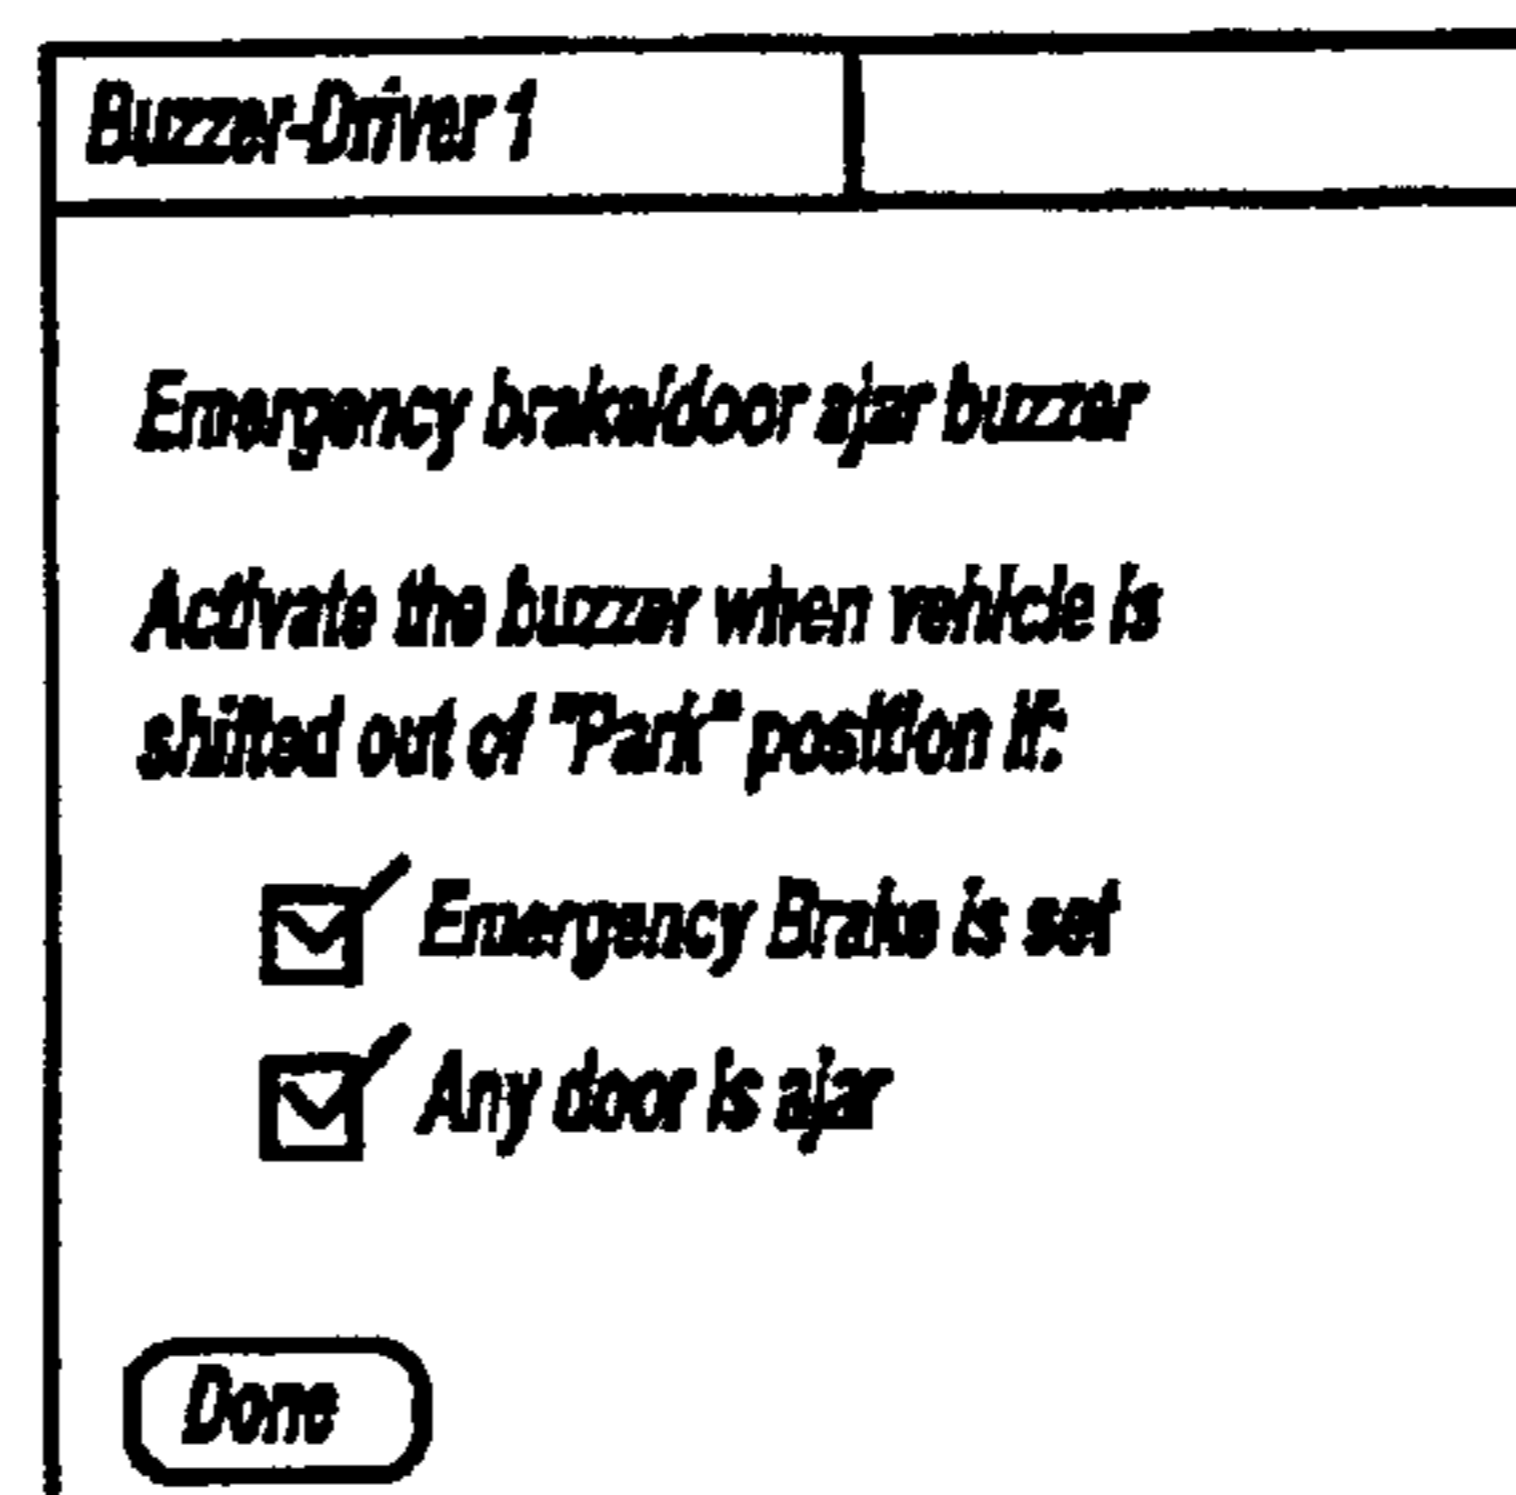 Buzzer-Driver 1
Emergency brake/door ajar buzzer
Activate the buzzer when vehicle is
shifted out of "Park" position if:
Emergency Brake is set
Any door is ajar
Done